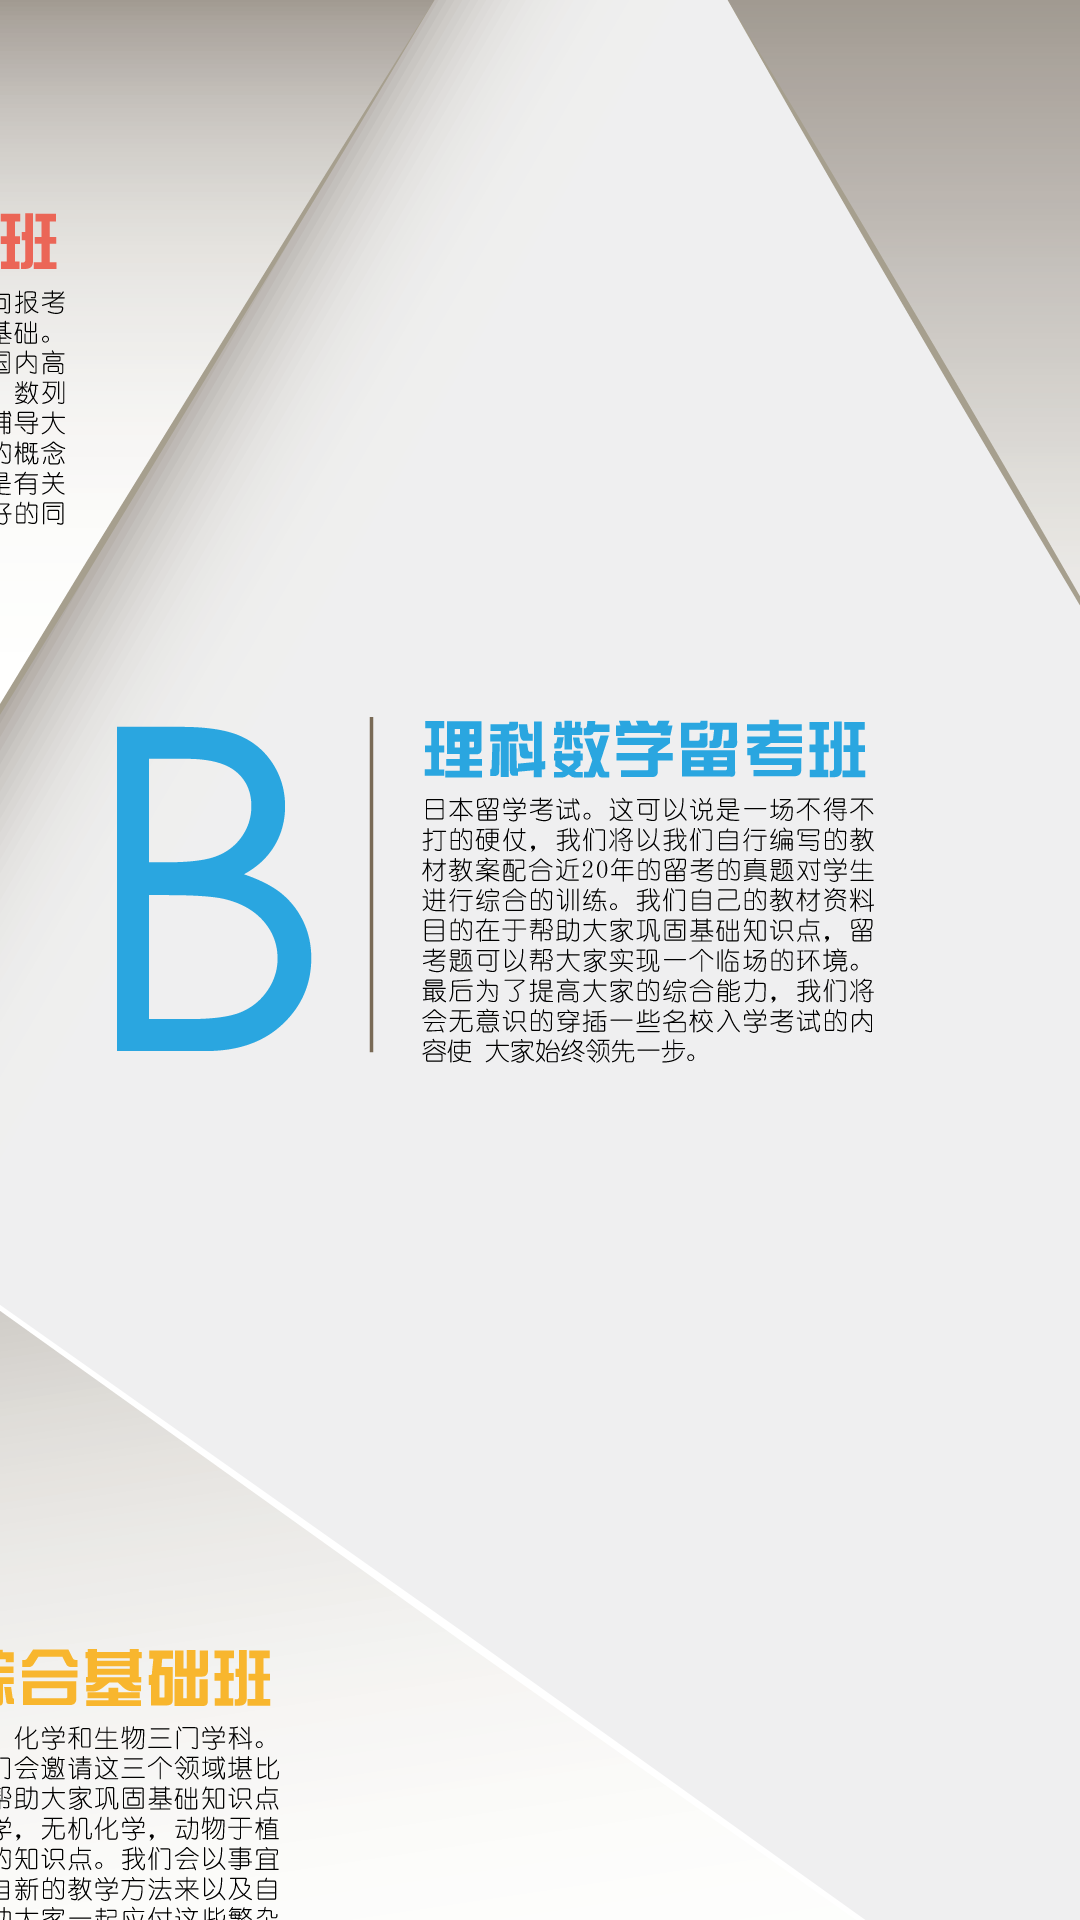 班
向报考
基础。
国内高
数列
辅导大
的概念
是有关
好的同
B
理科数学留考班
日本留学考试。这可以说是一场不得不
打的硬仗，我们将以我们自行编写的教
材教案配合近20年的留考的真题对学生
进行综合的训练。我们自己的教材资料
目的在于帮助大家巩固基础知识点，留
考题可以帮大家实现一个临场的环境。
最后为了提高大家的综合能力，我们将
会无意识的穿插一些名校入学考试的内
容使 大家始终领先一步。
综合基础班
化学和生物三门学科。
们会邀请这三个领域堪比
帮助大家巩固基础知识点
学，无机化学，动物于植
的知识点。我们会以事宜
自新的教学方法来以及自
助大家一起应付这些繁杂